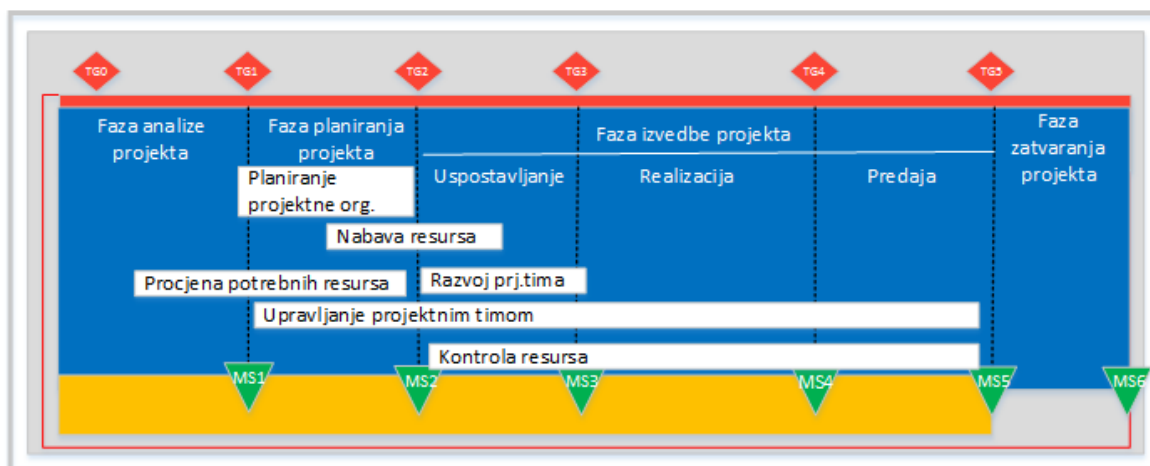 TG0 TG1 TG2 TG3 TG4 TG5
Faza analize
projekta
Faza planiranja
projekta
Faza izvedbe projekta
Uspostavljanje
Realizacija
Predaja
Faza
zatvaranja
projekta
Planiranje
projektne org.
Nabava resursa
Procjena potrebnih resursa
Razvoj prj.tima
Upravljanje projektnim timom
Kontrola resursa
MS1 MS2 MS3 MS4 MS5 MS6